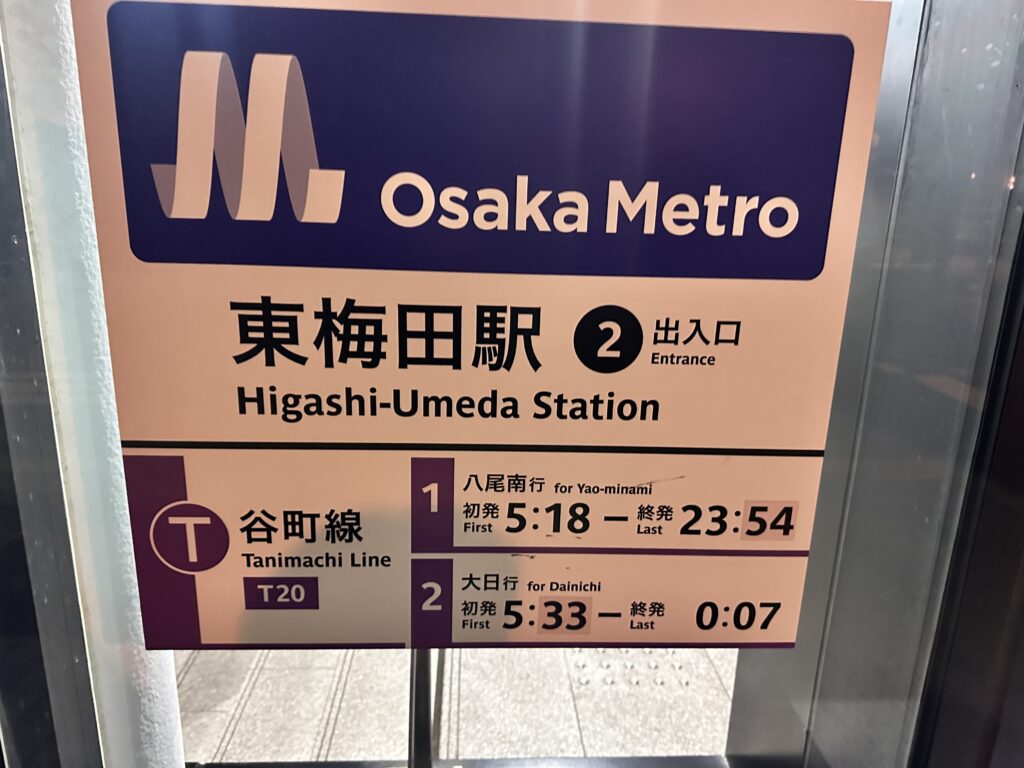 Osaka Metro
東梅田駅 2 出入口
Entrance
Higashi-Umeda Station
T 谷町線
Tanimachi Line
T20
1 八尾南行 for Yao-minami
初発 First 5:18 − 終発 Last 23:54
2 大日行 for Dainichi
初発 First 5:33 − 終発 Last 0:07